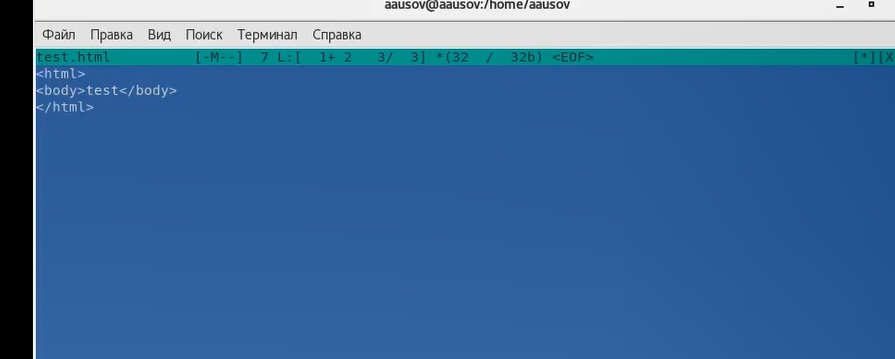 aausov@aausov:/home/aausov
Файл Правка Вид Поиск Терминал Справка
test.html [-M--] 7 L:[ 1+ 2 3/ 3] *(32 / 32b) <EOF> [*][X
<html>
<body>test</body>
</html>